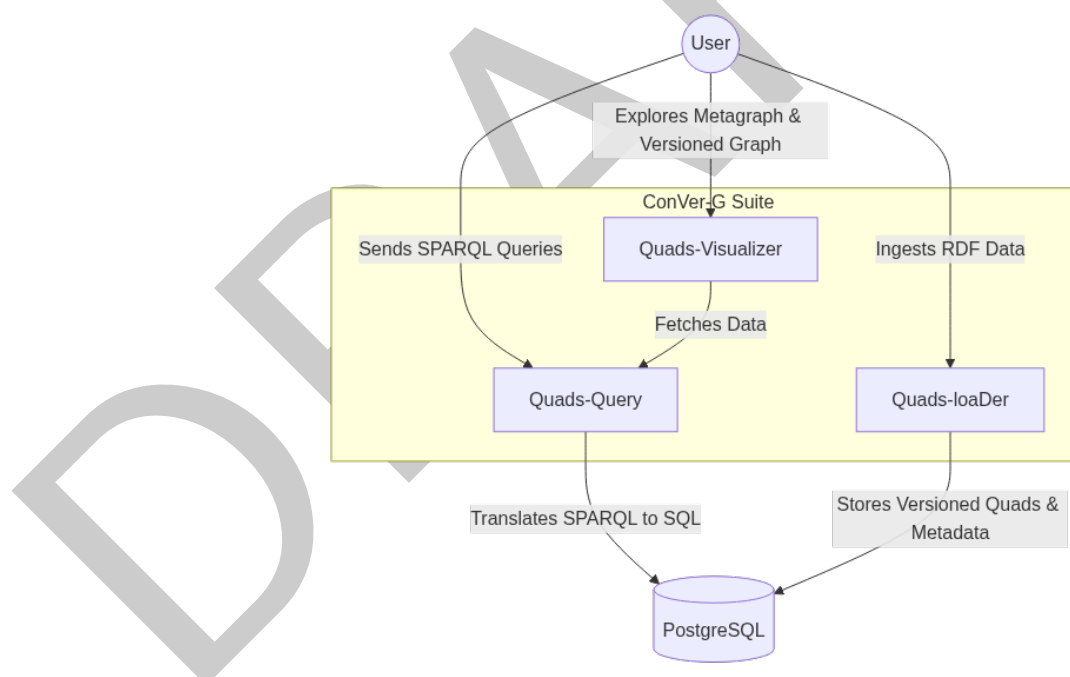 User
Explores Metagraph &
Versioned Graph
ConVer-G Suite
Sends SPARQL Queries
Quads-Visualizer
Ingests RDF Data
Fetches Data
Quads-Query
Quads-loaDer
Translates SPARQL to SQL
Stores Versioned Quads &
Metadata
PostgreSQL